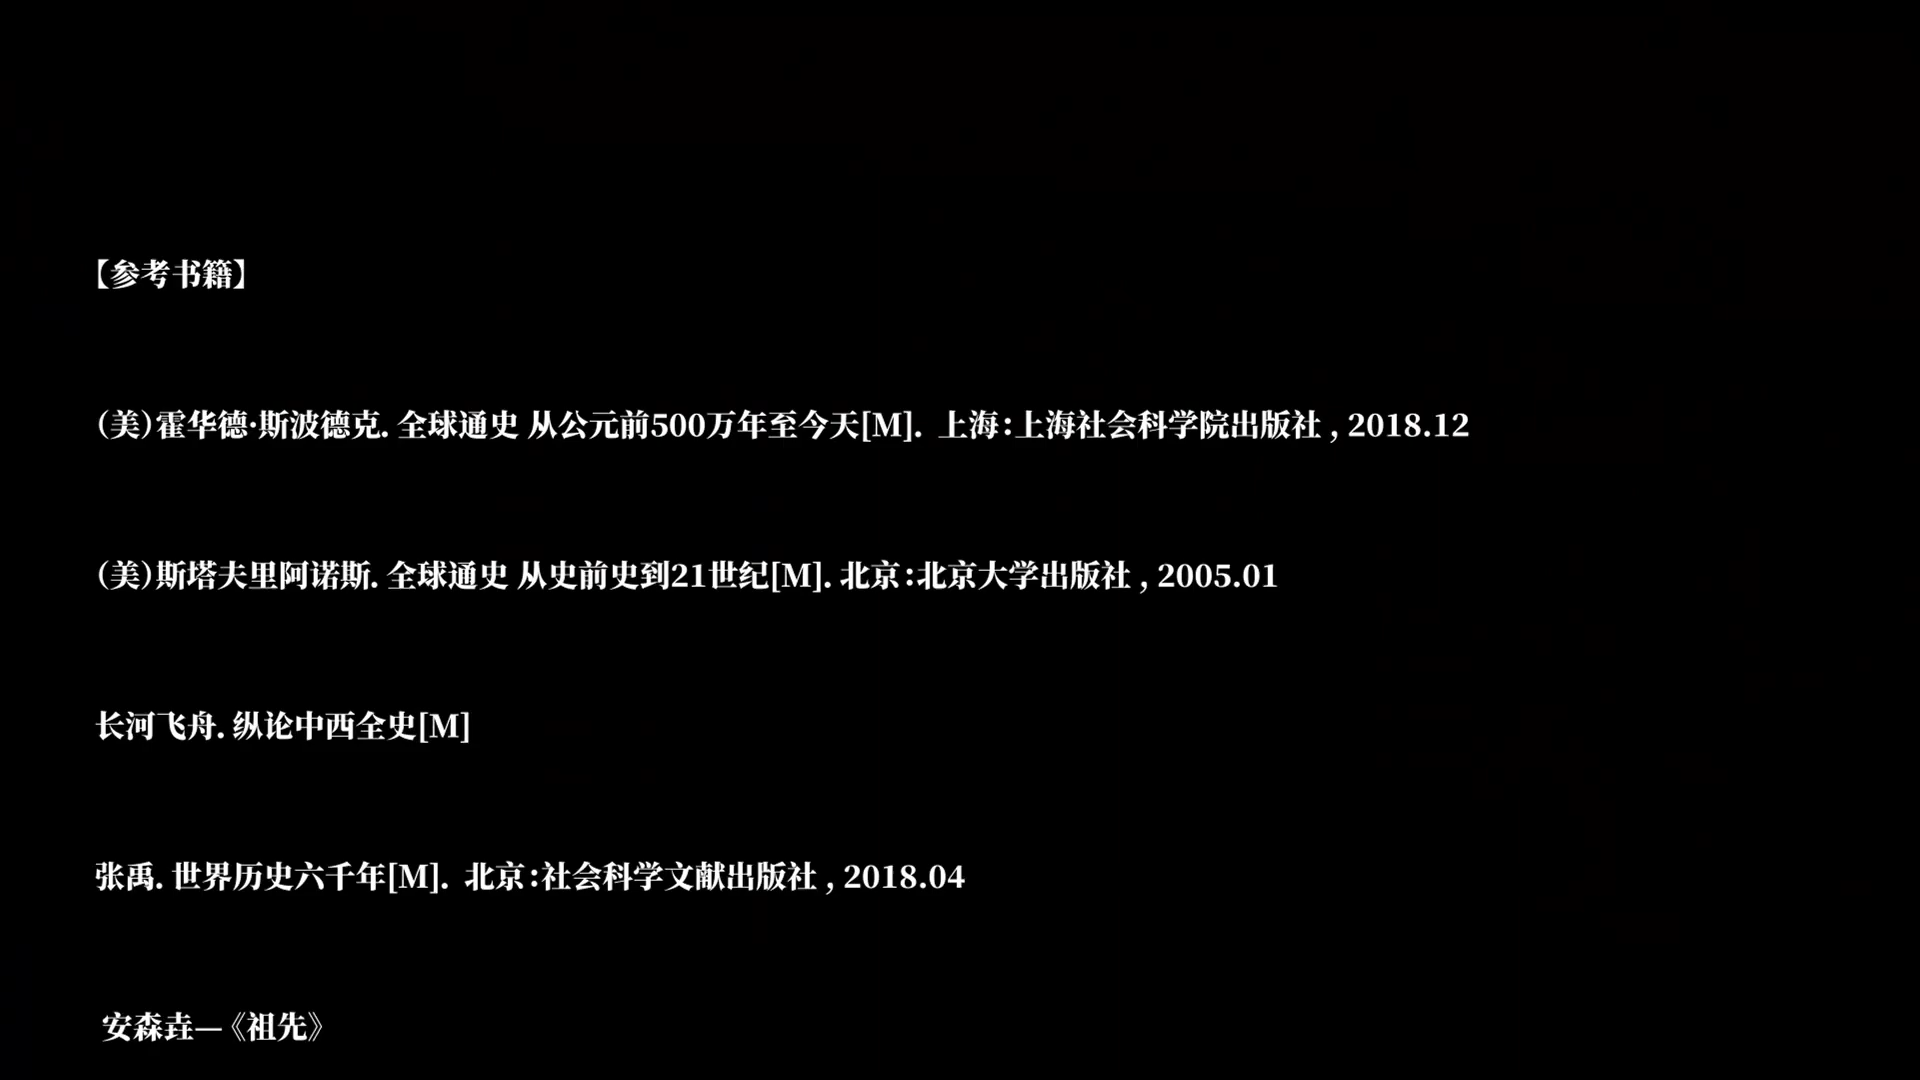 【参考书籍】
（美）霍华德·斯波德克. 全球通史 从公元前500万年至今天[M]. 上海：上海社会科学院出版社 , 2018.12
（美）斯塔夫里阿诺斯. 全球通史 从史前史到21世纪[M]. 北京：北京大学出版社 , 2005.01
长河飞舟. 纵论中西全史[M]
张禹. 世界历史六千年[M]. 北京：社会科学文献出版社 , 2018.04
安森垚—《祖先》